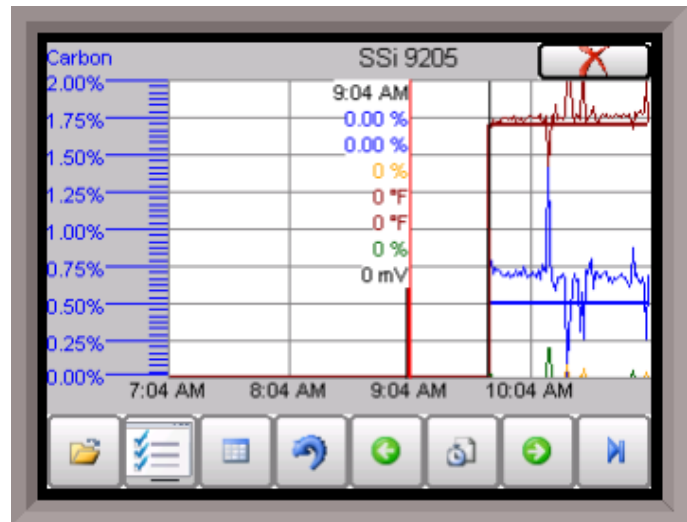 Carbon SSi 9205
2.00%
9:04 AM
1.75%
0.00 %
0.00 %
1.50%
0 %
1.25%
0 °F
0 °F
1.00%
0 %
0.75%
0 mV
0.50%
0.25%
0.00%
7:04 AM 8:04 AM 9:04 AM 10:04 AM